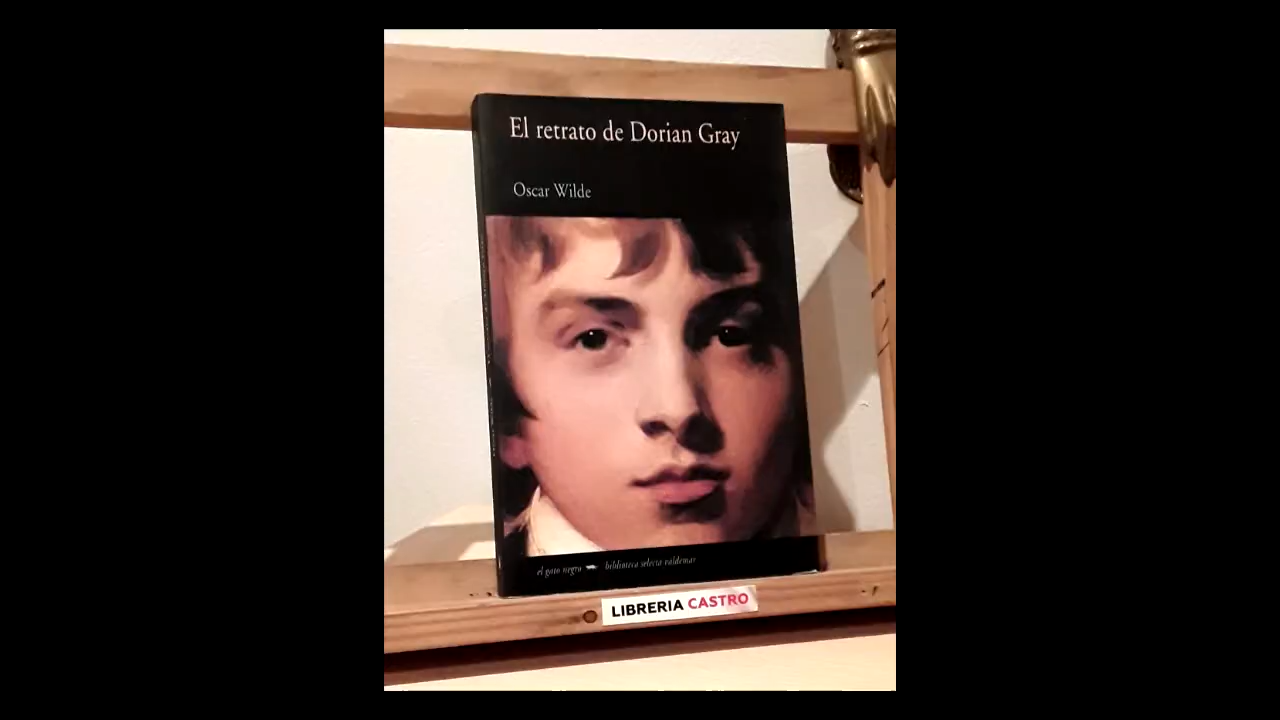 El retrato de Dorian Gray
Oscar Wilde
el gato negro biblioteca selecta valdemar
LIBRERIA CASTRO